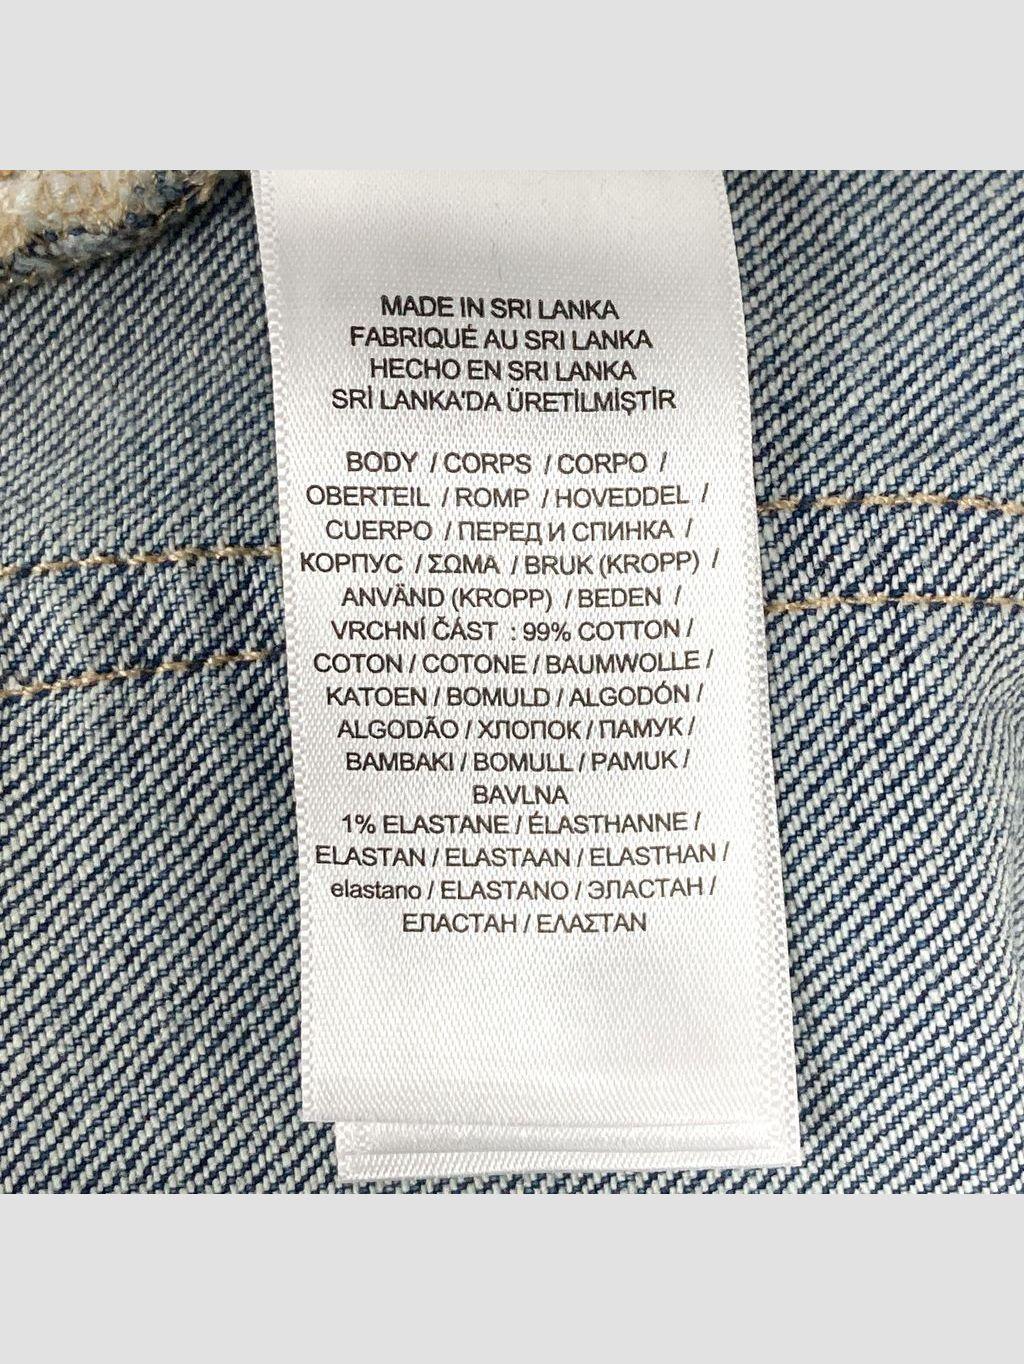 MADE IN SRI LANKA
FABRIQUÉ AU SRI LANKA
HECHO EN SRI LANKA
SRİ LANKA'DA ÜRETİLMİŞTİR
BODY / CORPS / CORPO /
OBERTEIL / ROMP / HOVEDDEL /
CUERPO / ПЕРЕД И СПИНКА /
КОРПУС / ΣΩΜΑ / BRUK (KROPP) /
ANVÄND (KROPP) / BEDEN /
VRCHNÍ ČÁST : 99% COTTON /
COTON / COTONE / BAUMWOLLE /
KATOEN / BOMULD / ALGODÓN /
ALGODÃO / ХЛОПОК / ПАМУК /
ΒΑΜΒΑΚΙ / BOMULL / PAMUK /
BAVLNA
1% ELASTANE / ÉLASTHANNE /
ELASTAN / ELASTAAN / ELASTHAN /
elastano / ELASTANO / ЭЛАСТАН /
ЕЛАСТАН / ΕΛΑΣΤΑΝ